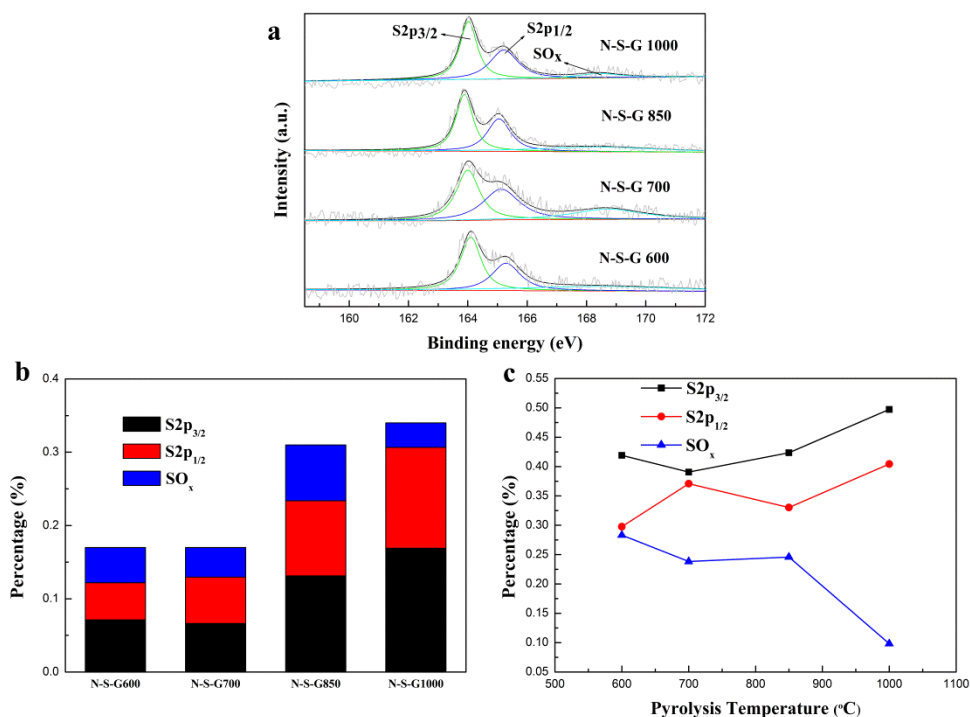 a
S2p3/2
S2p1/2
SOx
N-S-G 1000
N-S-G 850
N-S-G 700
N-S-G 600
Intensity (a.u.)
160 162 164 166 168 170 172
Binding energy (eV)
b
0.4
0.3
0.2
0.1
0.0
Percentage (%)
S2p3/2
S2p1/2
SOx
N-S-G600 N-S-G700 N-S-G850 N-S-G1000
c
0.55
0.50
0.45
0.40
0.35
0.30
0.25
0.20
0.15
0.10
0.05
Percentage (%)
S2p3/2
S2p1/2
SOx
500 600 700 800 900 1000 1100
Pyrolysis Temperature (°C)